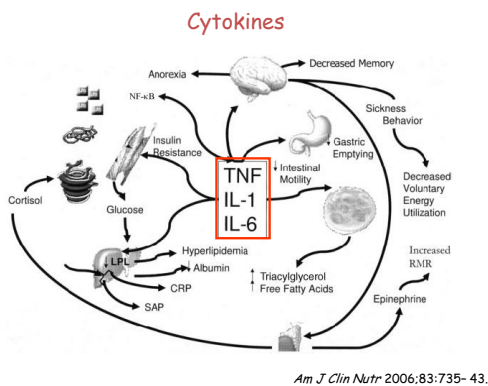 Cytokines
Decreased Memory
Anorexia
NF-κB
Sickness
Behavior
Insulin
Resistance
↓ Gastric
Emptying
TNF
IL-1
IL-6
↓ Intestinal
Motility
Decreased
Voluntary
Energy
Utilization
Cortisol
Glucose
↓ LPL
Hyperlipidemia
↓ Albumin
CRP
SAP
↑ Triacylglycerol
↑ Free Fatty Acids
Increased
RMR
Epinephrine
Am J Clin Nutr 2006;83:735– 43.